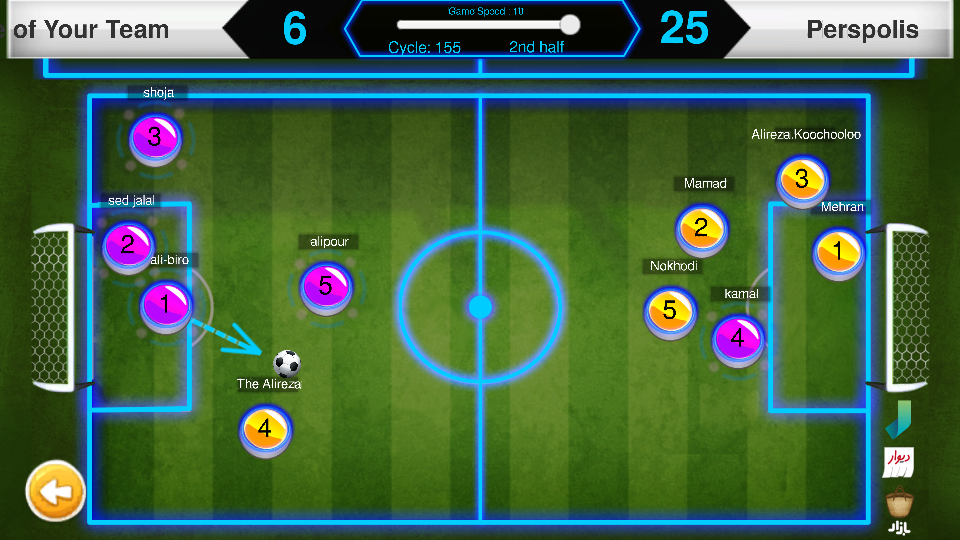 of Your Team
6
Game Speed : 10
Cycle: 155
2nd half
25
Perspolis
shoja
3
sed jalal
2
ali-biro
1
alipour
5
The Alireza
4
Alireza.Koochooloo
3
Mamad
2
Mehran
1
Nokhodi
5
kamal
4
دیوار
بازار